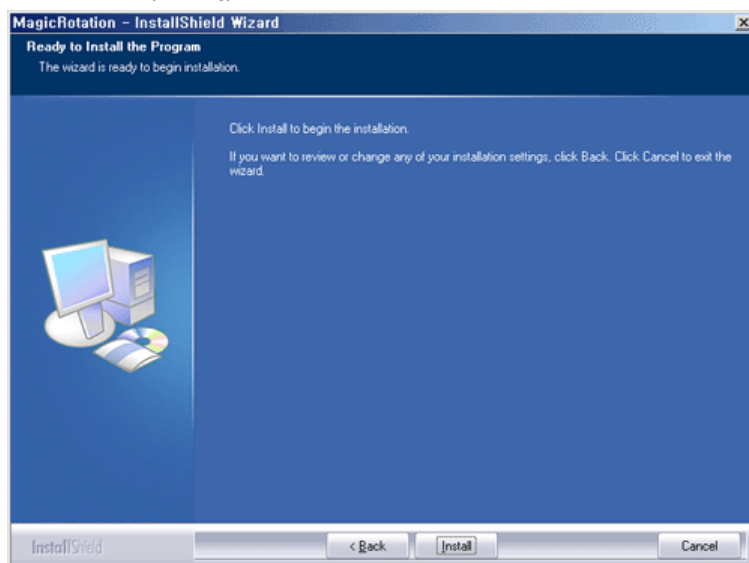 MagicRotation – InstallShield Wizard
Ready to Install the Program
The wizard is ready to begin installation.
Click Install to begin the installation.
If you want to review or change any of your installation settings, click Back. Click Cancel to exit the
wizard.
InstallShield
< Back
Install
Cancel